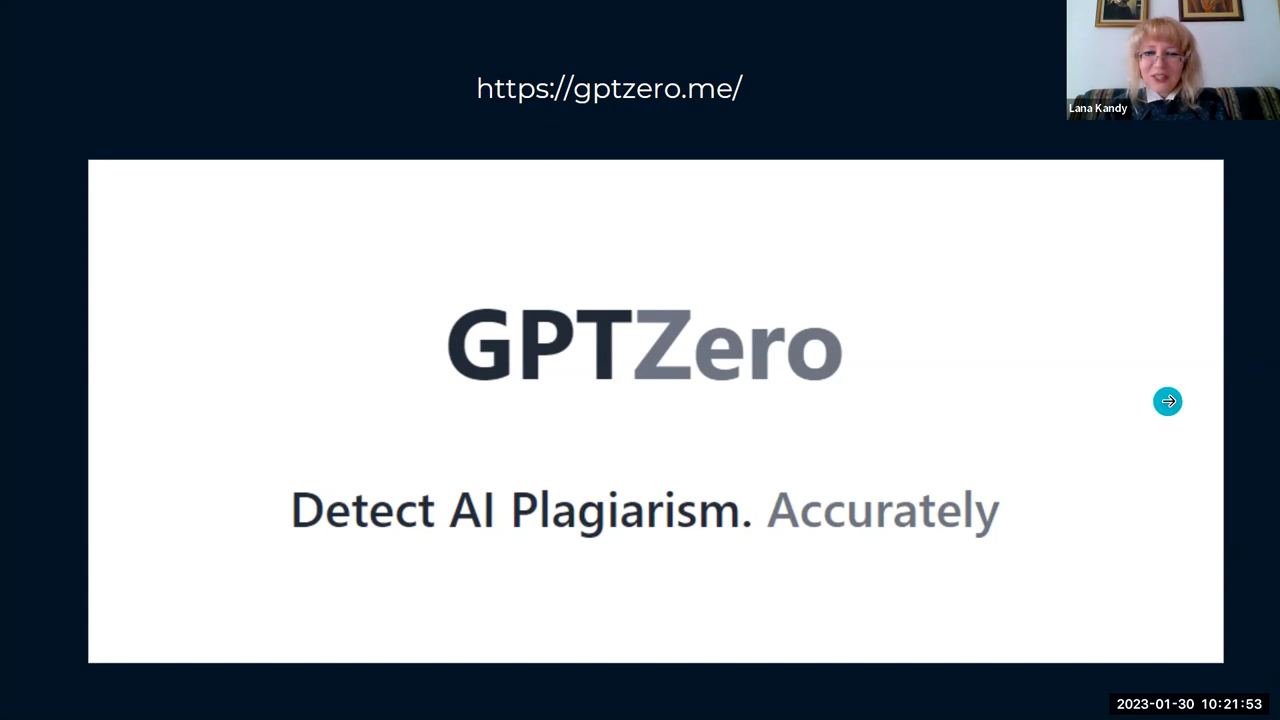 https://gptzero.me/
Lana Kandy
GPTZero
Detect AI Plagiarism. Accurately
2023-01-30 10:21:53